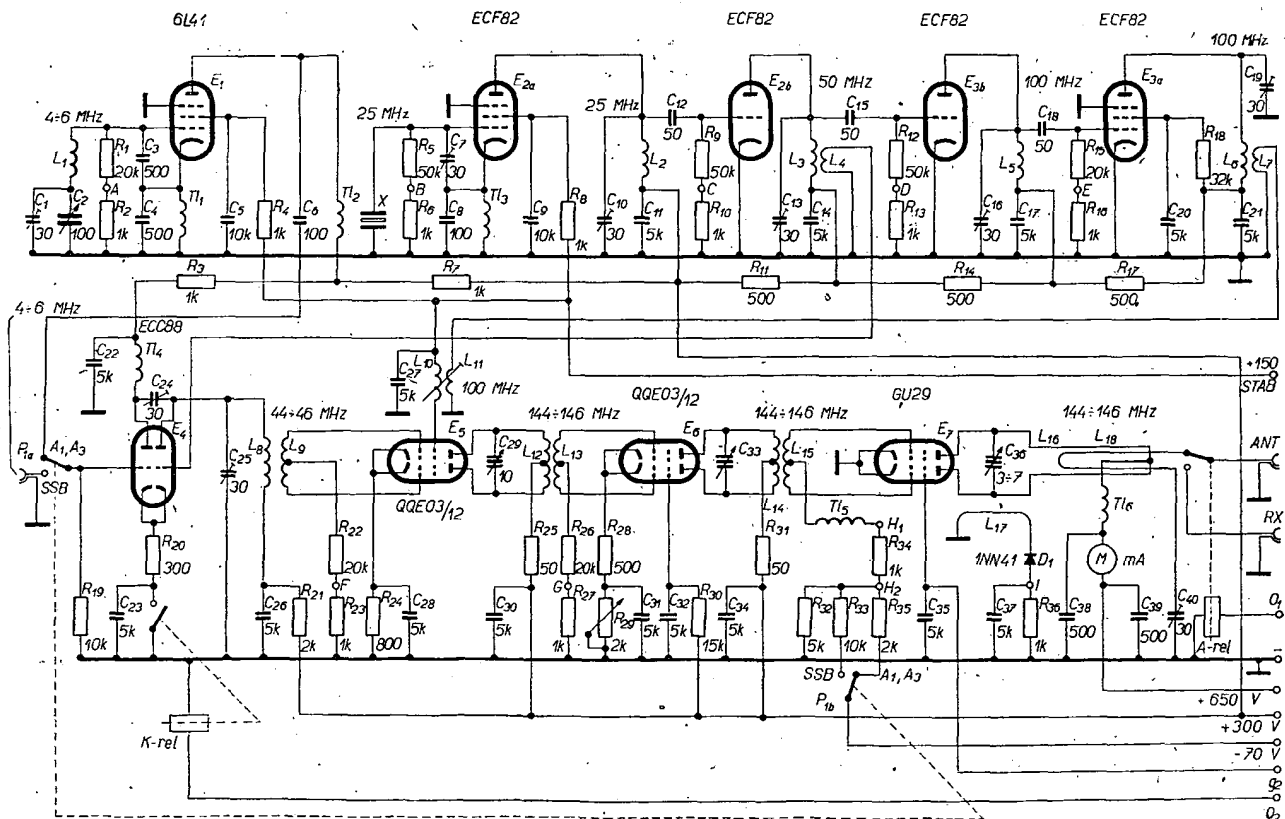 6L41 ECF82 ECF82 ECF82 ECF82
100 MHz
E1 E2a E2b E3b E3a C19
30
4÷6 MHz 25 MHz 25 MHz 50 MHz 100 MHz
L1 R1 20k C3 500 R5 50k C7 30 L2 C12 50 R9 50k C15 50 R12 50k C18 50 R15 20k R18 32k L6 L7
L3 L4 L5
A B C D E
C1 30 C2 100 R2 1k C4 500 Tl1 C5 10k R4 1k C6 100 Tl2 X R6 1k C8 100 Tl3 C9 10k R8 1k C10 30 C11 5k R10 1k C13 30 C14 5k R13 1k C16 30 C17 5k R16 1k C20 5k C21 5k
R3 1k R7 1k R11 500 R14 500 R17 500
4÷6 MHz
ECC88
C22 5k Tl4 C24 30 E4
C27 5k L10 L11 100 MHz
+150
STAB
QQE03/12 GU29
44÷46 MHz 144÷146 MHz 144÷146 MHz 144÷146 MHz
P1a A1, A3 SSB
C25 30 L8 L9 E5 C29 10 L12 L13 E6 C33 L15 E7 C36 3÷7 L16 L18 ANT
QQE03/12 L14 Tl5 H1 L17 Tl6 RX
R20 300 R22 20k R25 50 R26 20k R28 500 R31 50 R34 1k 1NN41 D1 M mA
F G H2 I
R19 10k C23 5k C26 5k R21 2k R23 1k R24 800 C28 5k C30 5k R27 1k R29 2k C31 5k C32 5k R30 15k C34 5k R32 5k R33 10k R35 2k C35 5k C37 5k R36 1k C38 500 C39 500 C40 30 A-rel O1
SSB A1, A3
P1b
-
+650 V
K-rel
+300 V
-70 V
g2
O2